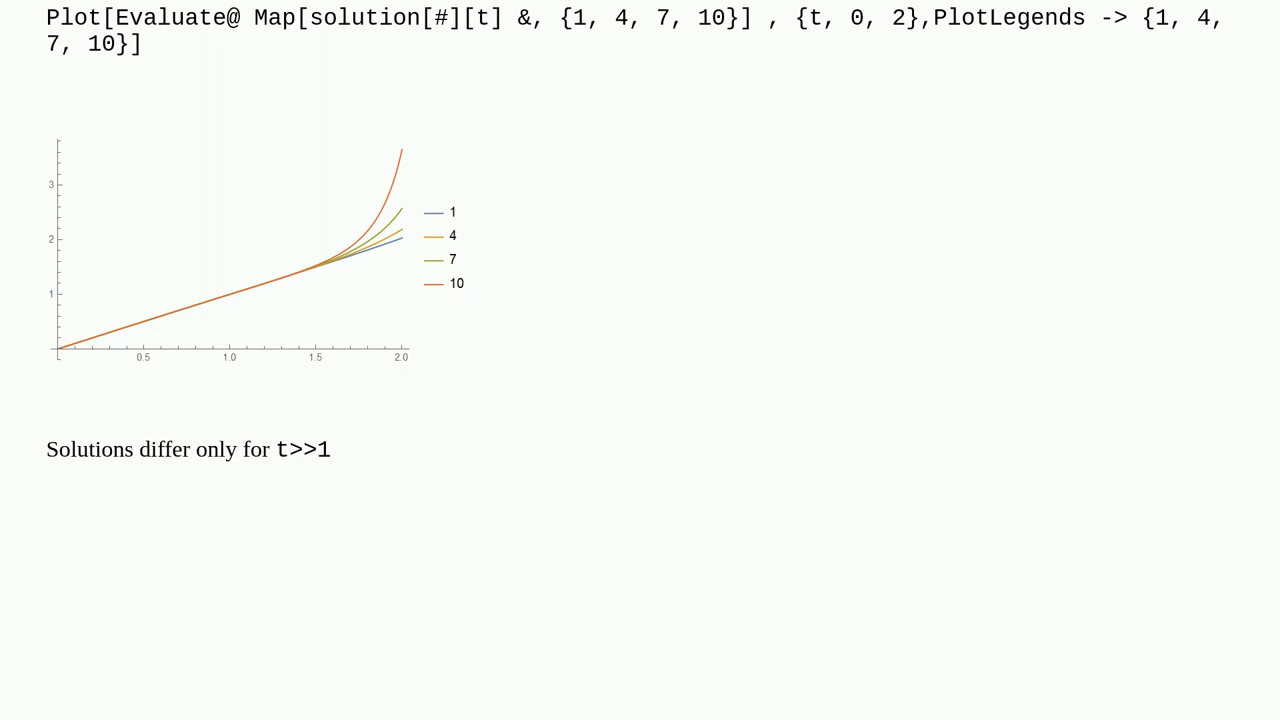 Plot[Evaluate@ Map[solution[#][t] &, {1, 4, 7, 10}] , {t, 0, 2},PlotLegends -> {1, 4,
7, 10}]
3
2
1
0.5 1.0 1.5 2.0
1
4
7
10
Solutions differ only for t>>1